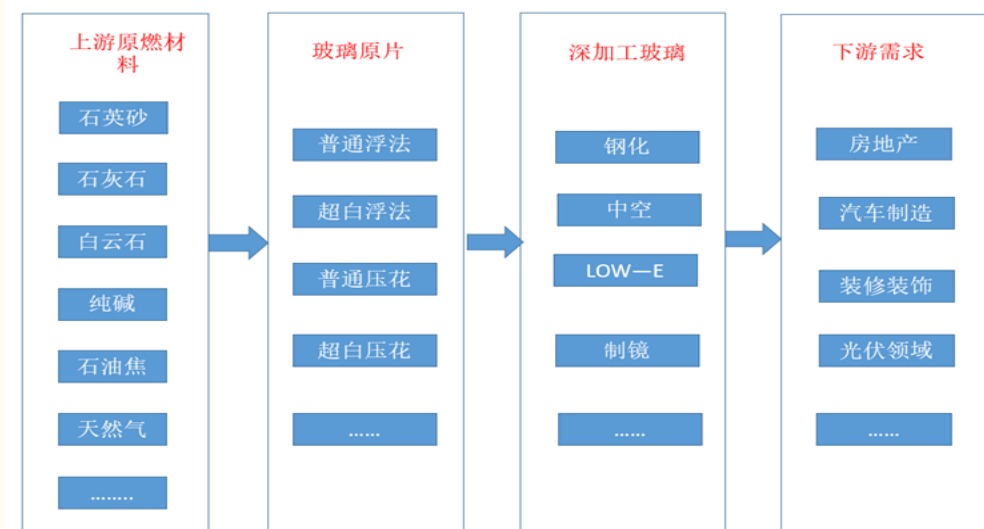 上游原燃材
料
石英砂
石灰石
白云石
纯碱
石油焦
天然气
........
玻璃原片
普通浮法
超白浮法
普通压花
超白压花
......
深加工玻璃
钢化
中空
LOW—E
制镜
......
下游需求
房地产
汽车制造
装修装饰
光伏领域
......